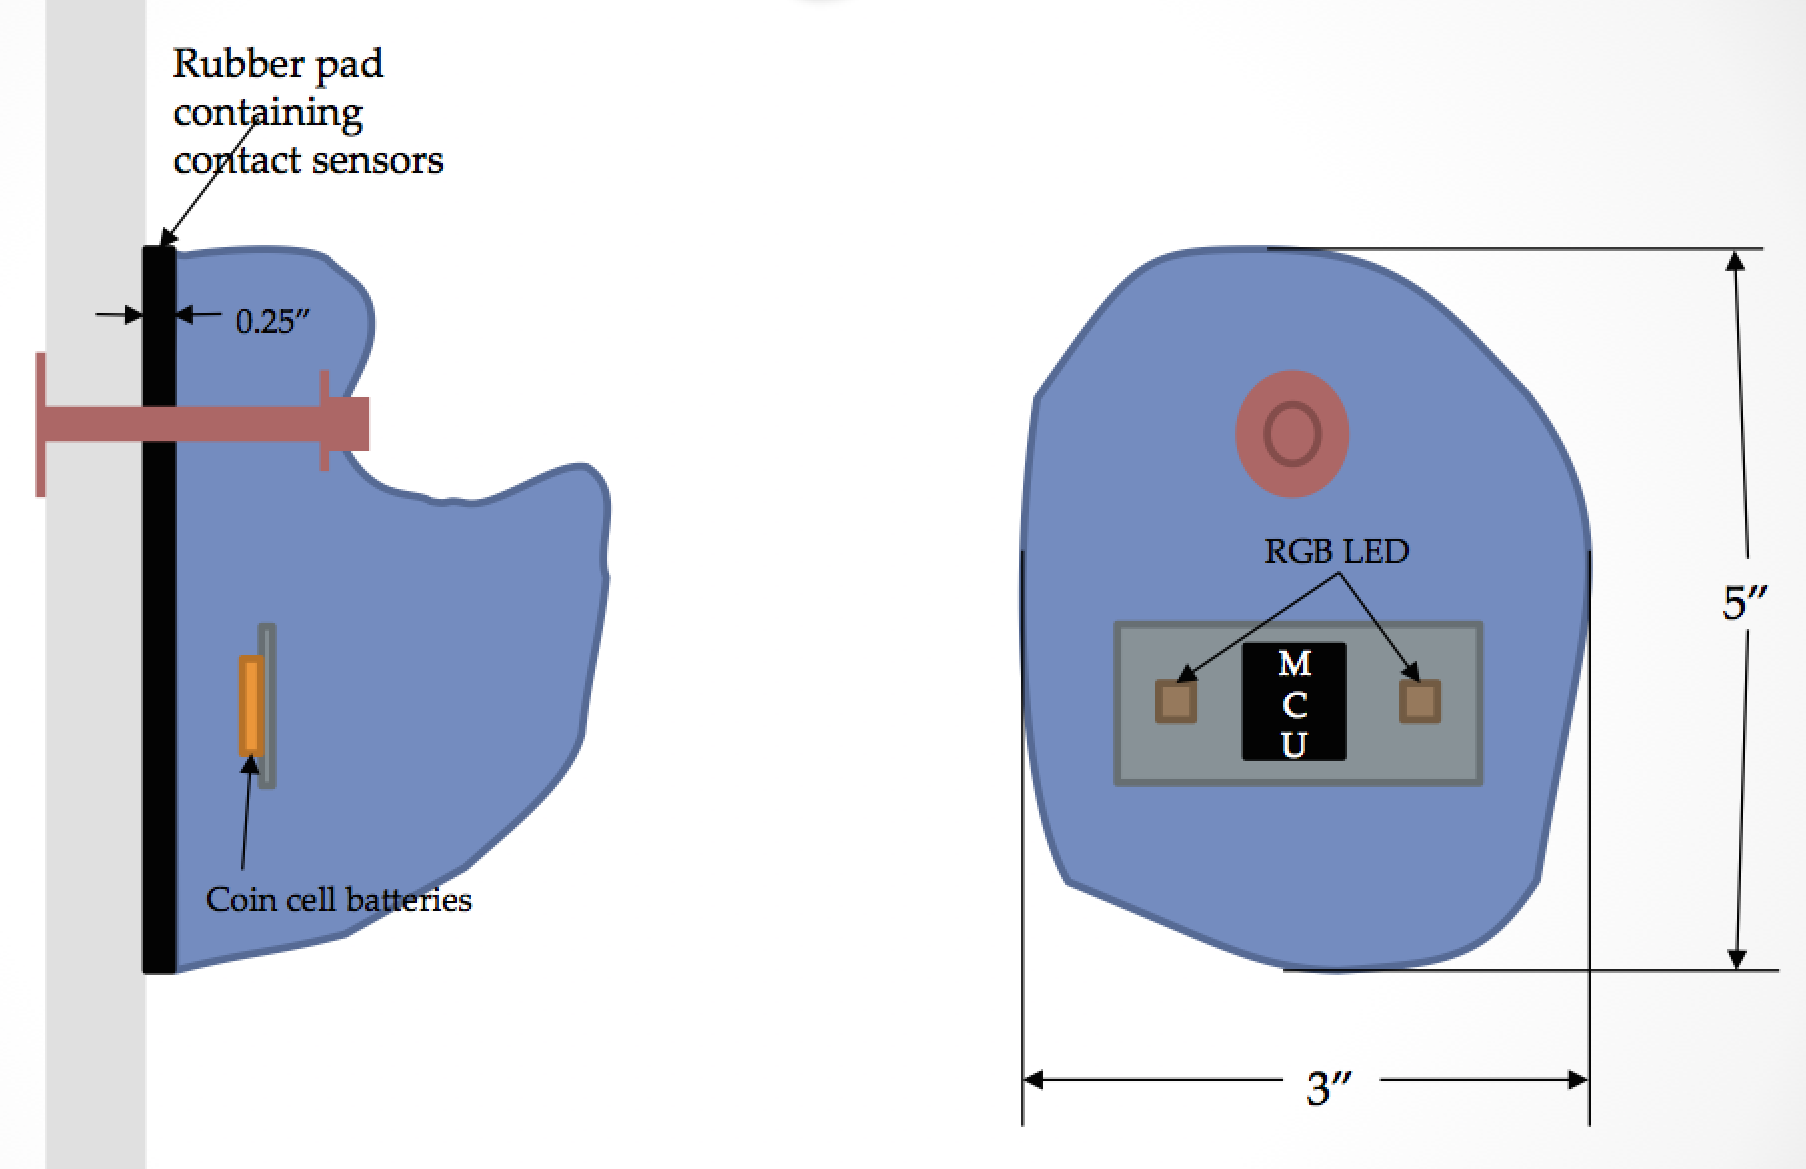 Rubber pad
containing
contact sensors
0.25″
Coin cell batteries
RGB LED
M
C
U
5″
3″